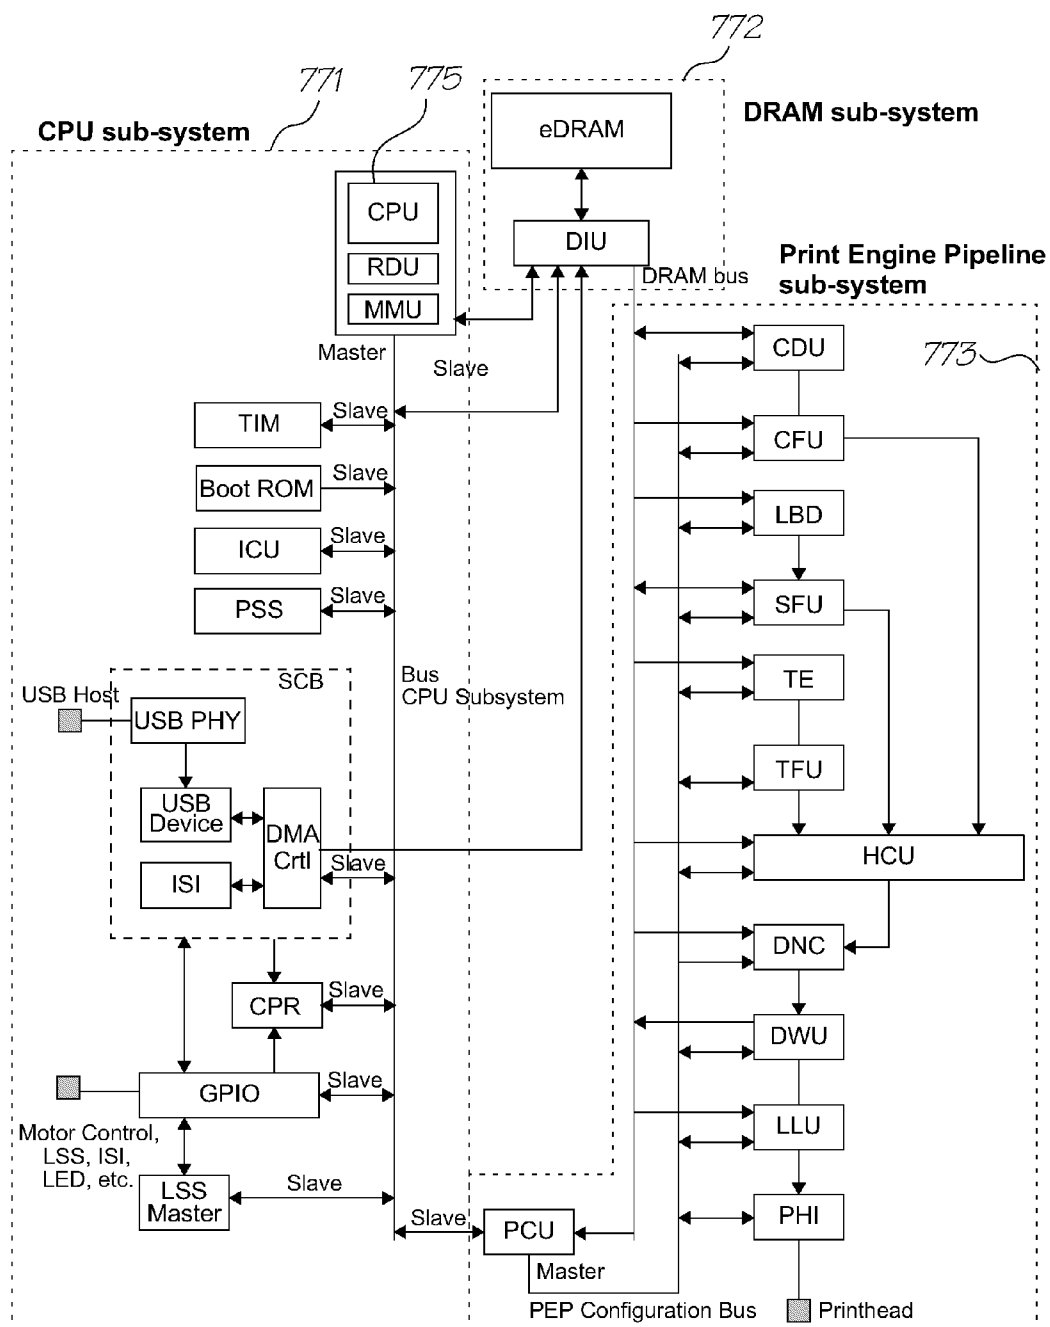 771
775
772
CPU sub-system
eDRAM
DRAM sub-system
CPU
RDU
MMU
DIU
DRAM bus
Print Engine Pipeline
sub-system
773
Master
Slave
CDU
TIM
Slave
CFU
Boot ROM
Slave
LBD
ICU
Slave
PSS
Slave
SFU
SCB
Bus
CPU Subsystem
TE
USB Host
USB PHY
TFU
USB
Device
DMA
Crtl
Slave
HCU
ISI
DNC
CPR
Slave
DWU
GPIO
Slave
LLU
Motor Control,
LSS, ISI,
LED, etc.
LSS
Master
Slave
PHI
Slave
PCU
Master
PEP Configuration Bus
Printhead